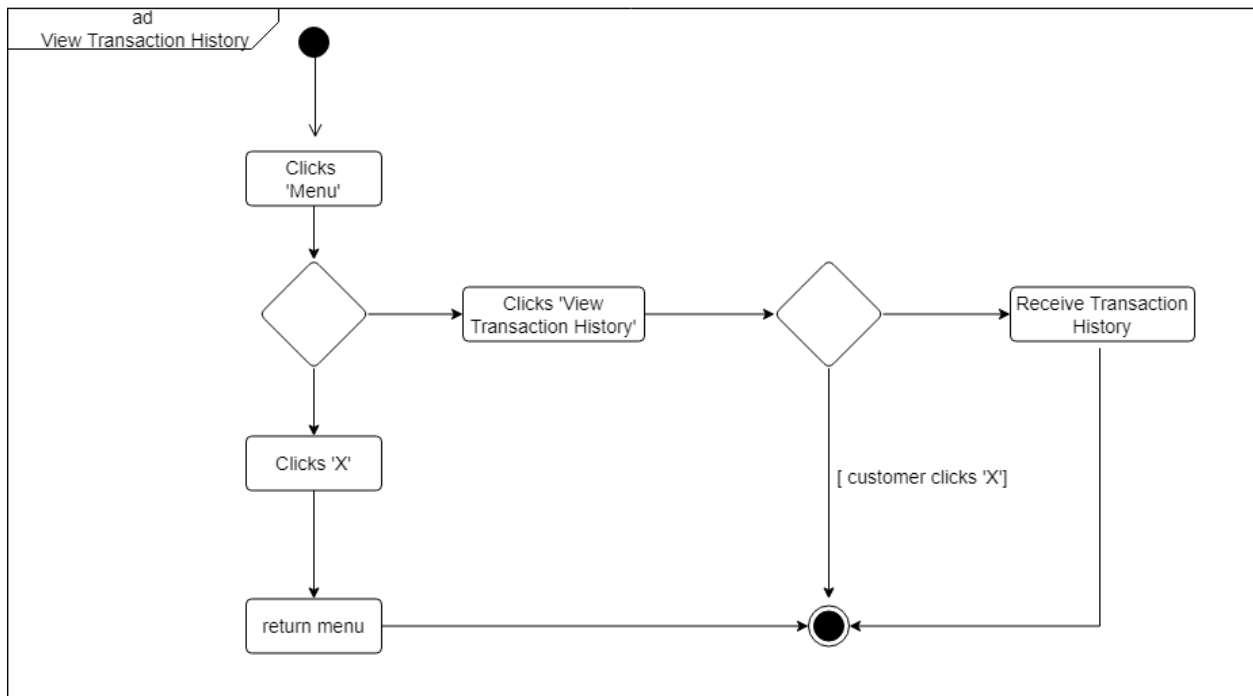 ad
View Transaction History
Clicks
'Menu'
Clicks 'View
Transaction History'
Receive Transaction
History
Clicks 'X'
[ customer clicks 'X']
return menu